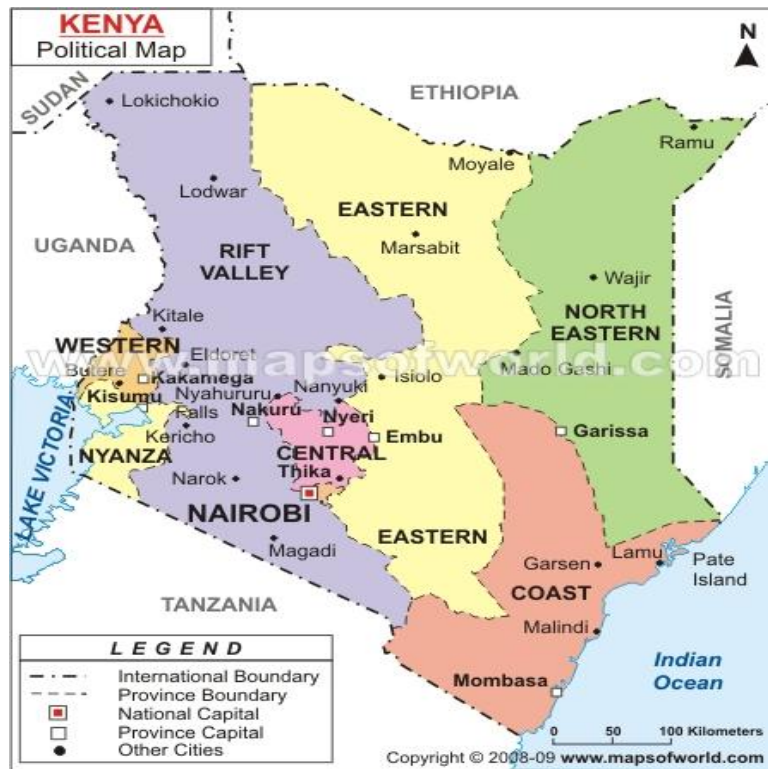 KENYA
Political Map
N
SUDAN
ETHIOPIA
Lokichokio
Ramu
Moyale
Lodwar
EASTERN
Marsabit
UGANDA
RIFT
VALLEY
Wajir
SOMALIA
NORTH
EASTERN
Kitale
WESTERN
www.mapsofworld.com
Eldoret
Mado Gashi
Butere
Kakamega
Isiolo
Kisumu
Nyahururu
Falls
Nanyuki
Nakuru
Nyeri
Kericho
Embu
Garissa
LAKE VICTORIA
NYANZA
CENTRAL
Narok
Thika
NAIROBI
EASTERN
Magadi
Garsen
Lamu
Pate
Island
COAST
TANZANIA
Malindi
Mombasa
Indian
Ocean
LEGEND
International Boundary
Province Boundary
National Capital
Province Capital
Other Cities
0 50 100 Kilometers
Copyright © 2008-09 www.mapsofworld.com